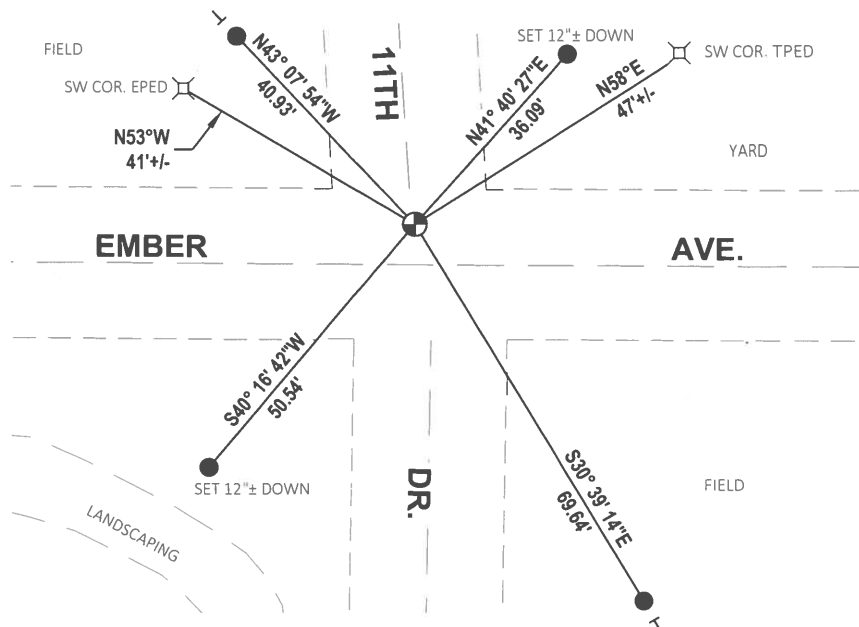 SET 12"± DOWN
FIELD
N43° 07' 54"W
40.93'
11TH
N41° 40' 27"E
36.09'
N58°E
47'+/-
SW COR. TPED
SW COR. EPED
N53°W
41'+/-
YARD
EMBER
AVE.
S40° 16' 42"W
50.54'
SET 12"± DOWN
DR.
S30° 39' 14"E
69.64'
FIELD
LANDSCAPING